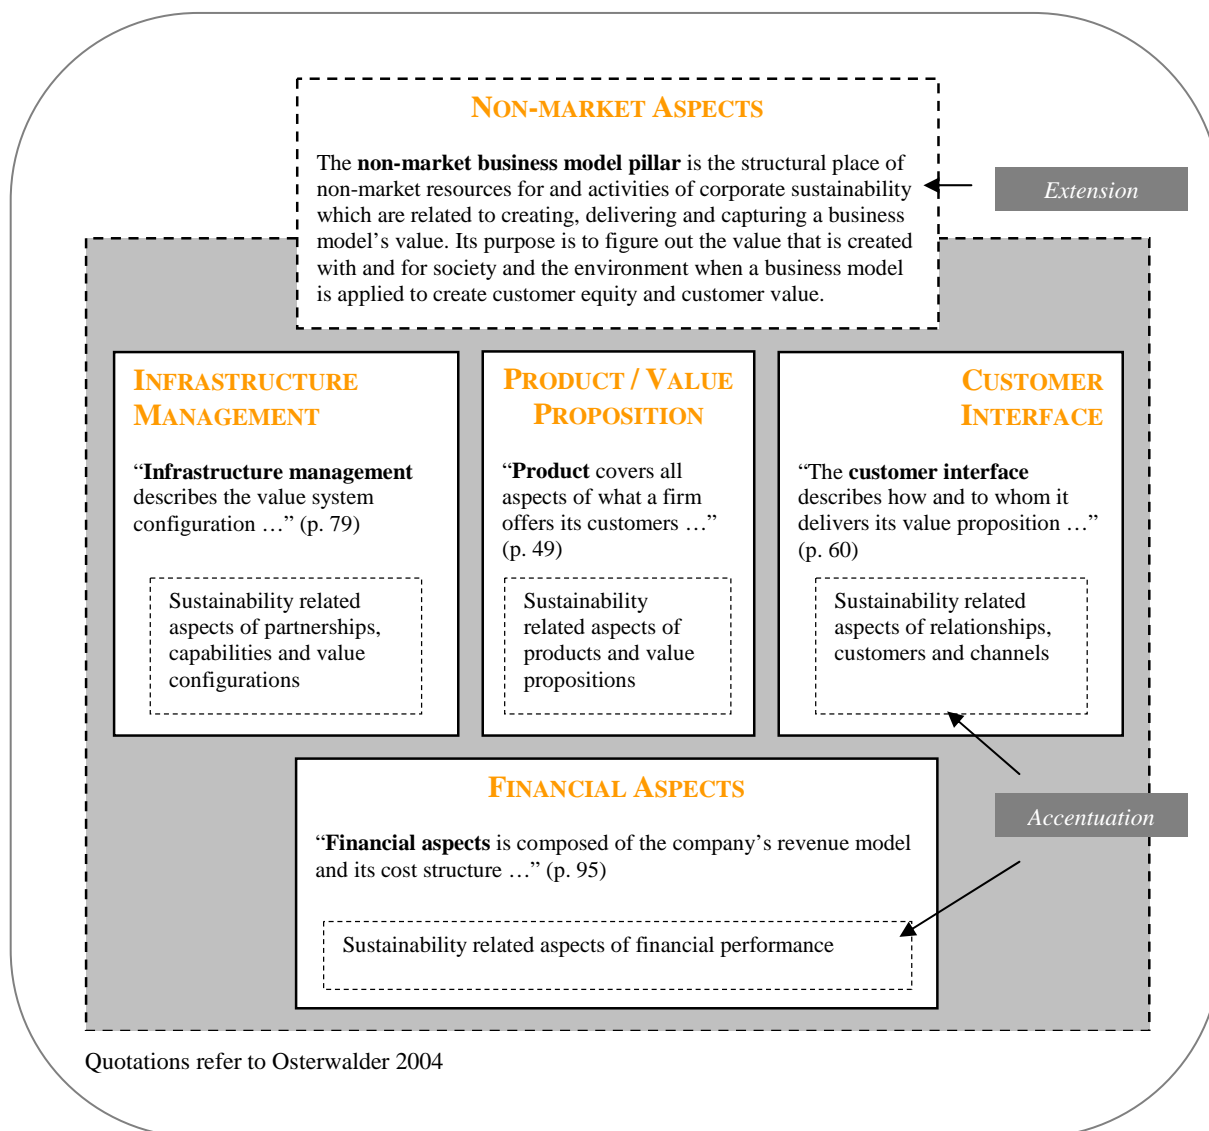 NON-MARKET ASPECTS
The non-market business model pillar is the structural place of
non-market resources for and activities of corporate sustainability
which are related to creating, delivering and capturing a business
model’s value. Its purpose is to figure out the value that is created
with and for society and the environment when a business model
is applied to create customer equity and customer value.
Extension
INFRASTRUCTURE
MANAGEMENT
“Infrastructure management
describes the value system
configuration …” (p. 79)
Sustainability related
aspects of partnerships,
capabilities and value
configurations
PRODUCT / VALUE
PROPOSITION
“Product covers all
aspects of what a firm
offers its customers …”
(p. 49)
Sustainability
related aspects of
products and value
propositions
CUSTOMER
INTERFACE
“The customer interface
describes how and to whom it
delivers its value proposition …”
(p. 60)
Sustainability related
aspects of relationships,
customers and channels
FINANCIAL ASPECTS
“Financial aspects is composed of the company’s revenue model
and its cost structure …” (p. 95)
Sustainability related aspects of financial performance
Accentuation
Quotations refer to Osterwalder 2004